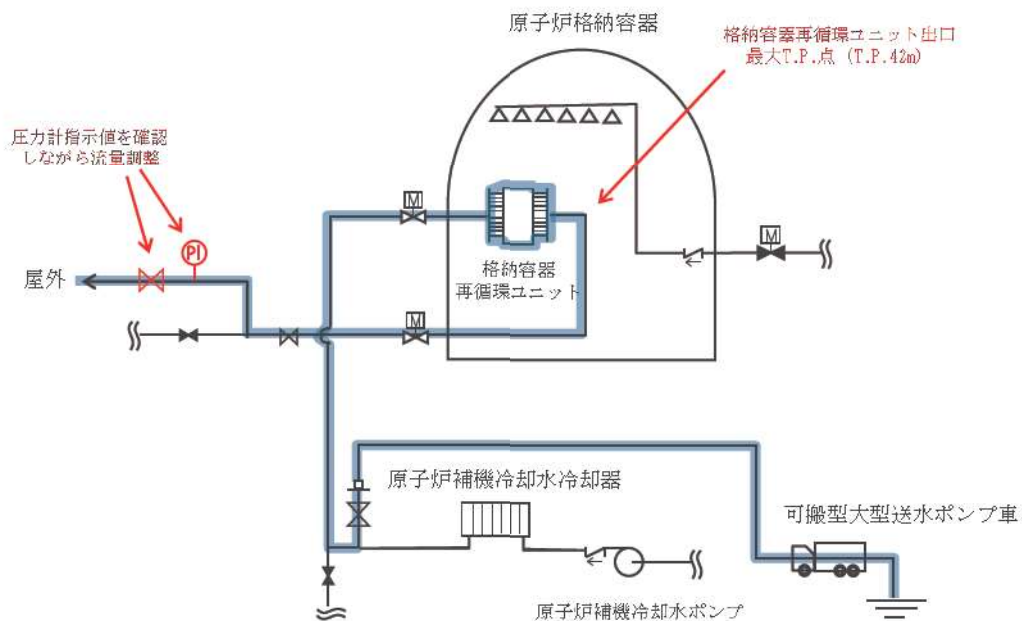 原子炉格納容器
格納容器再循環ユニット出口
最大T.P.点 (T.P.42m)
圧力計指示値を確認
しながら流量調整
M
M
PI
屋外
格納容器
再循環ユニット
M
原子炉補機冷却水冷却器
可搬型大型送水ポンプ車
原子炉補機冷却水ポンプ